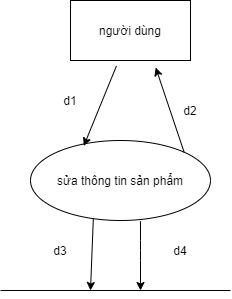 người dùng
d1
d2
sửa thông tin sản phẩm
d3
d4